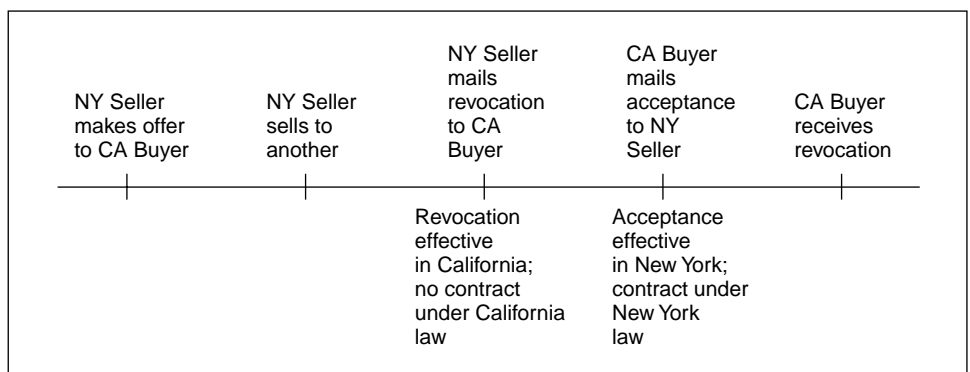 NY Seller
makes offer
to CA Buyer
NY Seller
sells to
another
NY Seller
mails
revocation
to CA
Buyer
CA Buyer
mails
acceptance
to NY
Seller
CA Buyer
receives
revocation
Revocation
effective
in California;
no contract
under California
law
Acceptance
effective
in New York;
contract under
New York
law